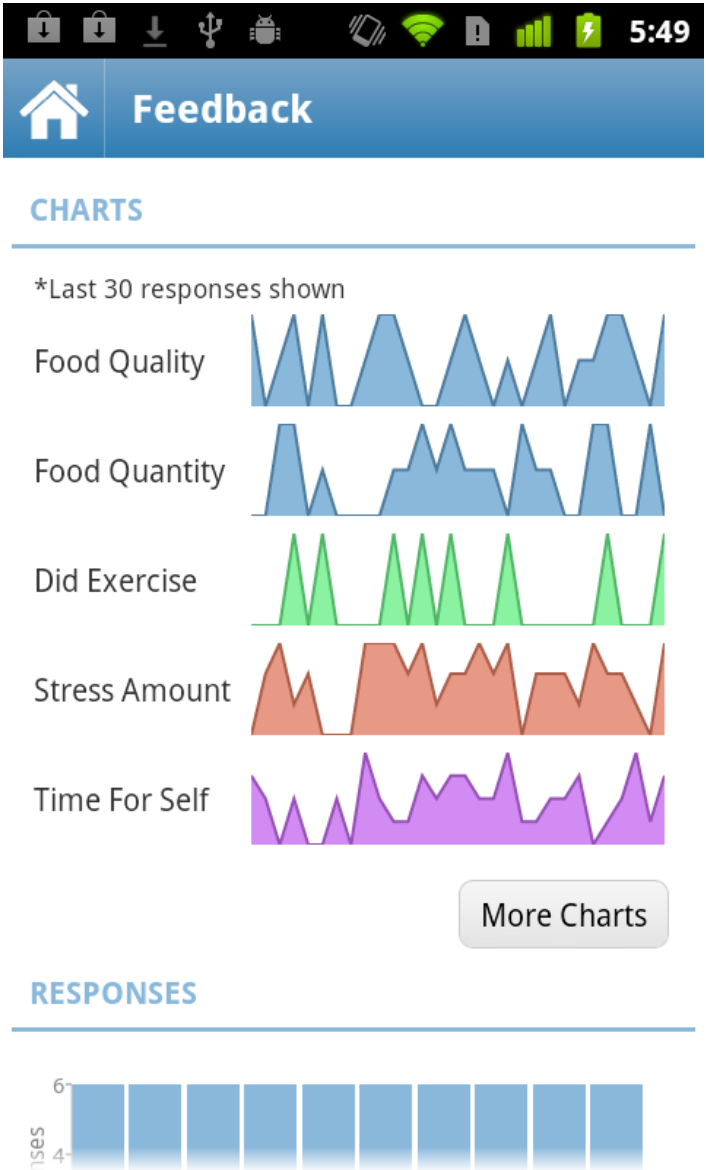 5:49
Feedback
CHARTS
*Last 30 responses shown
Food Quality
Food Quantity
Did Exercise
Stress Amount
Time For Self
More Charts
RESPONSES
6
4